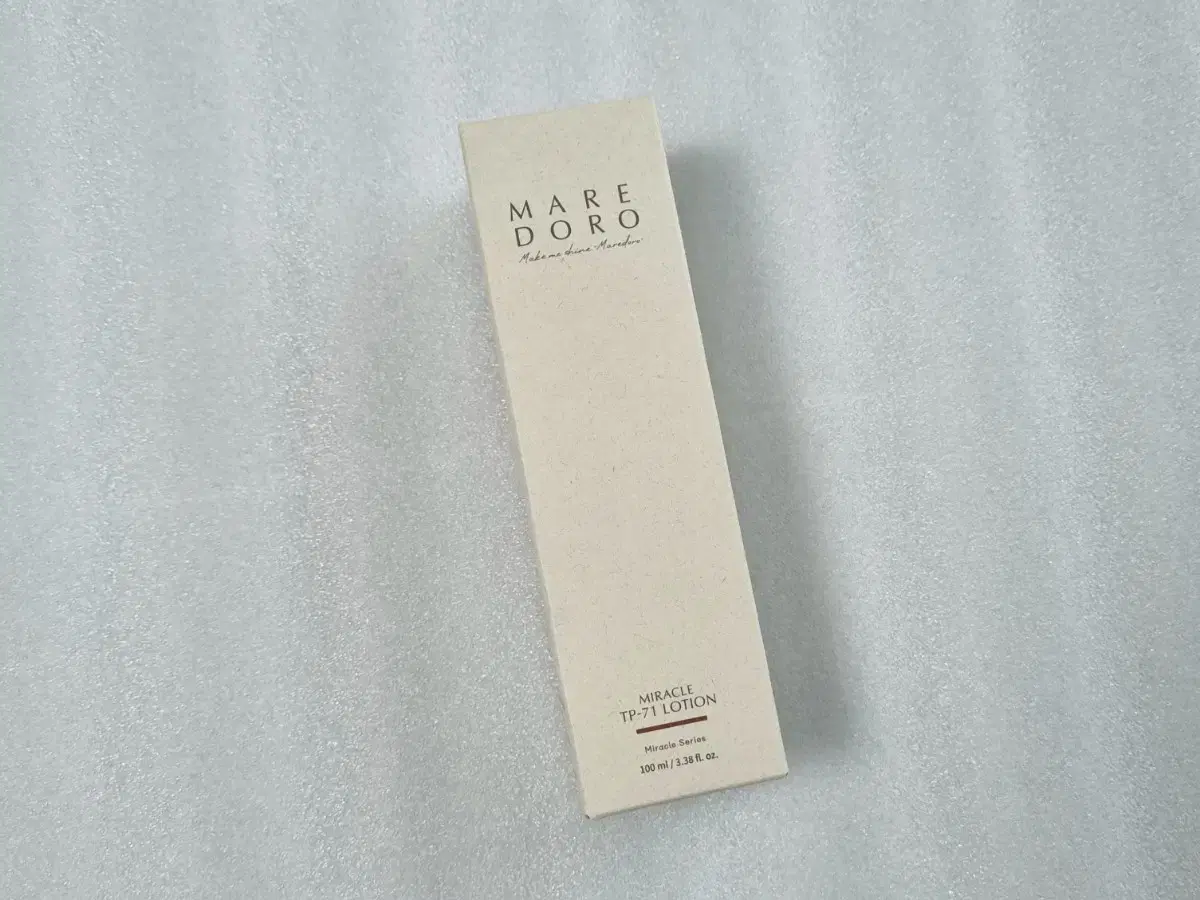 MARE
DORO
Make me shine "Maredoro"
MIRACLE
TP-71 LOTION
Miracle Series
100 ml / 3.38 fl. oz.